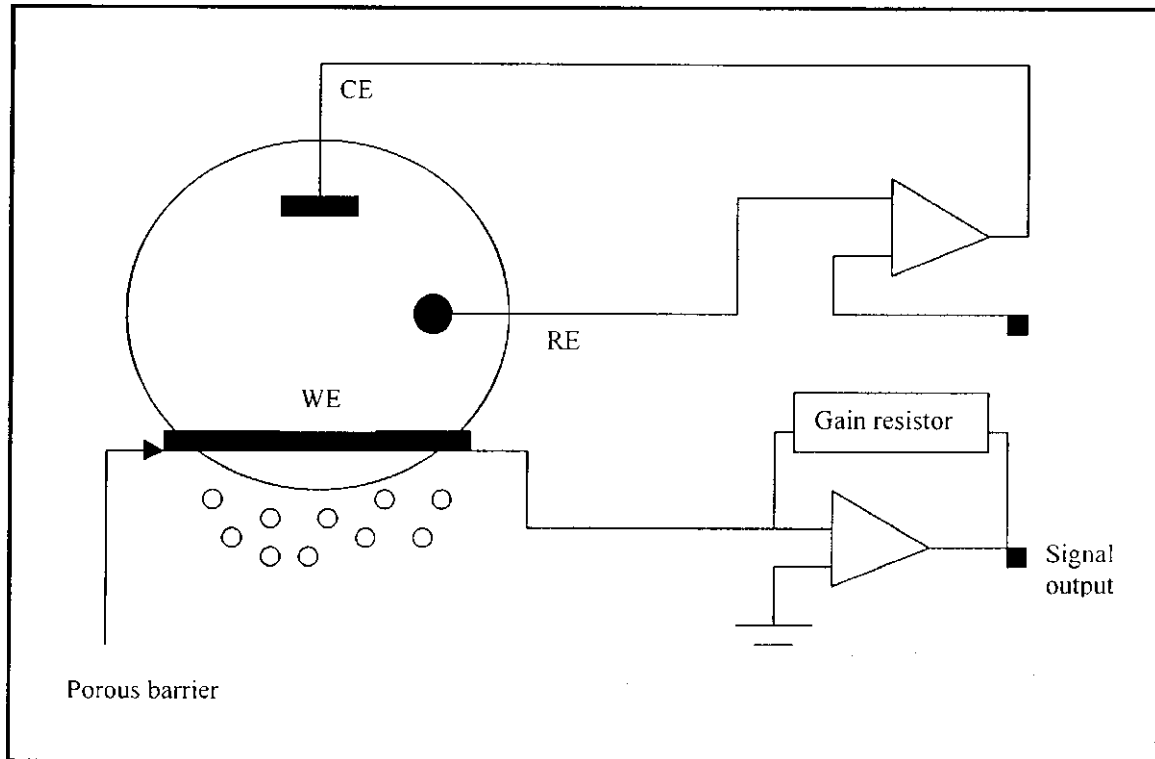 CE
RE
WE
Gain resistor
Signal
output
Porous barrier